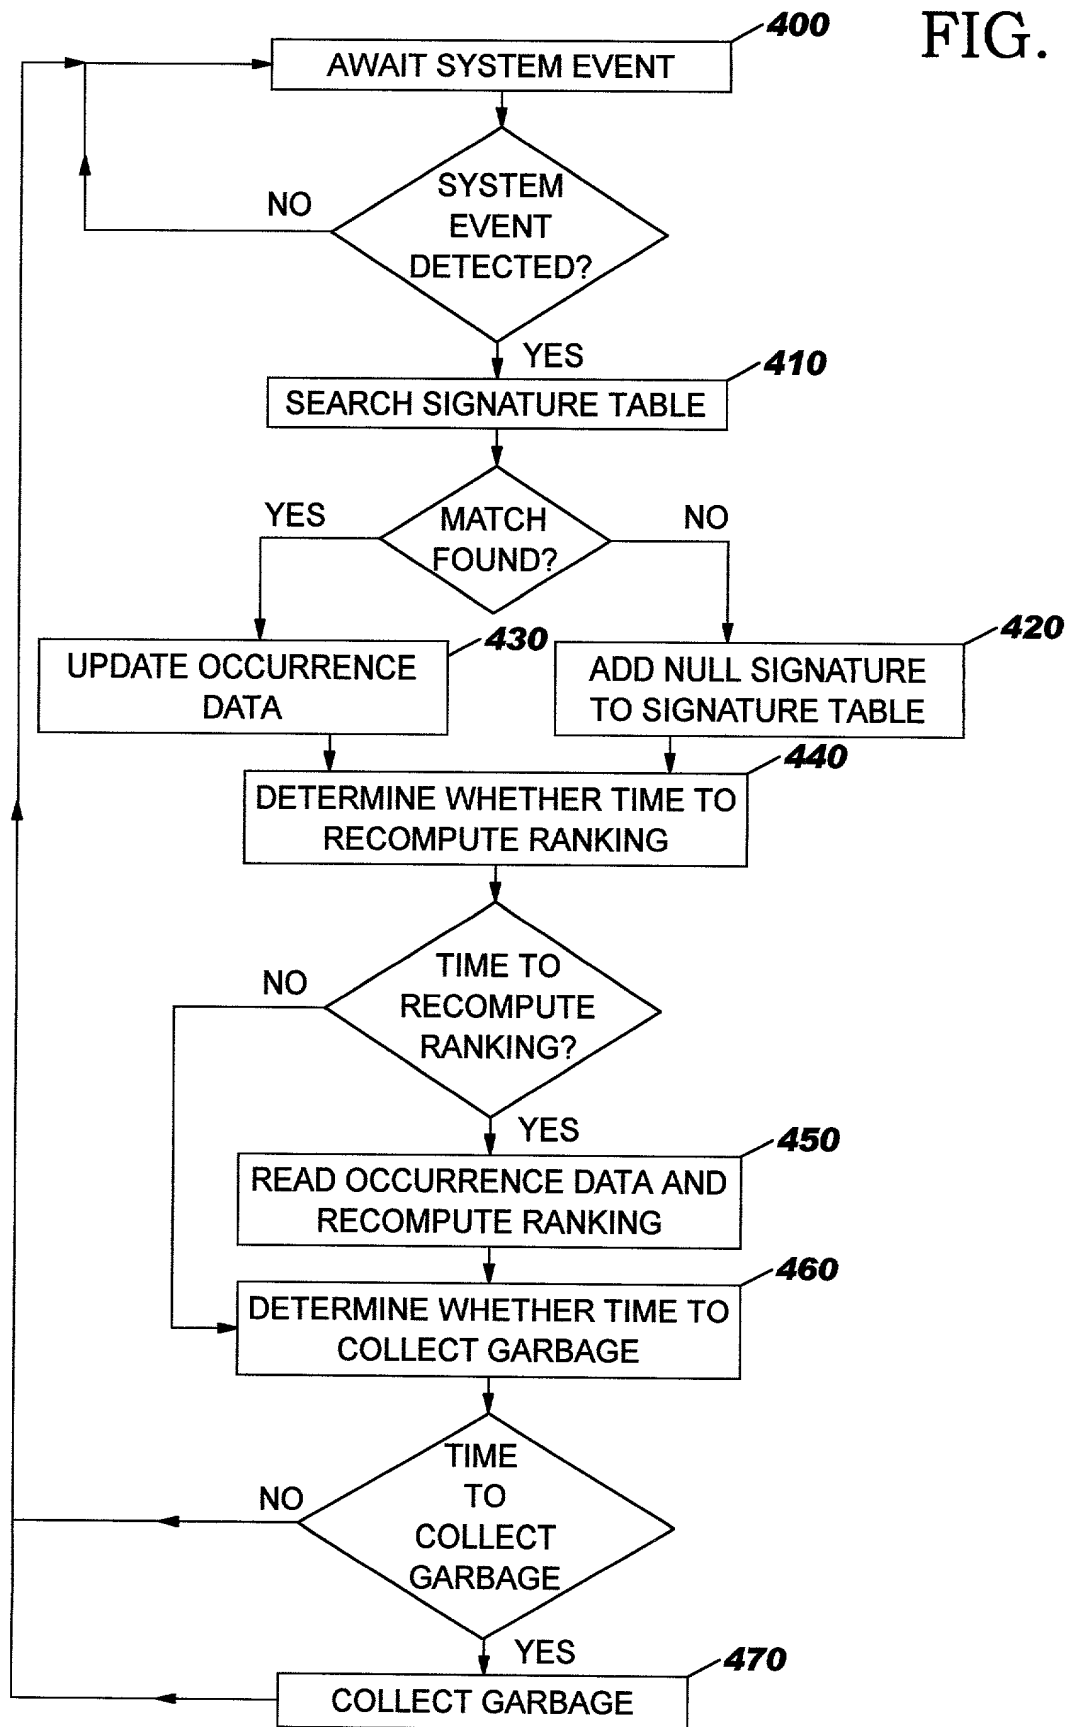 FIG.
400
AWAIT SYSTEM EVENT
SYSTEM
EVENT
DETECTED?
NO
YES
410
SEARCH SIGNATURE TABLE
MATCH
FOUND?
YES
NO
430
UPDATE OCCURRENCE
DATA
420
ADD NULL SIGNATURE
TO SIGNATURE TABLE
440
DETERMINE WHETHER TIME TO
RECOMPUTE RANKING
TIME TO
RECOMPUTE
RANKING?
NO
YES
450
READ OCCURRENCE DATA AND
RECOMPUTE RANKING
460
DETERMINE WHETHER TIME TO
COLLECT GARBAGE
TIME
TO
COLLECT
GARBAGE
NO
YES
470
COLLECT GARBAGE